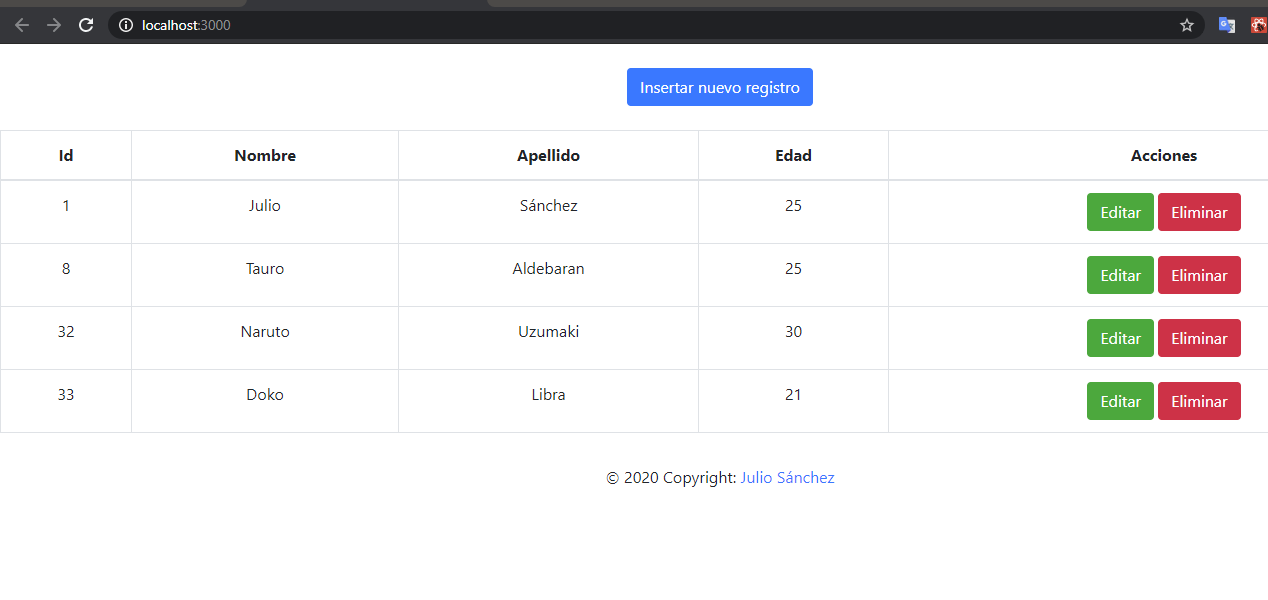 localhost:3000
Insertar nuevo registro
Id Nombre Apellido Edad Acciones
1 Julio Sánchez 25 Editar Eliminar
8 Tauro Aldebaran 25 Editar Eliminar
32 Naruto Uzumaki 30 Editar Eliminar
33 Doko Libra 21 Editar Eliminar
© 2020 Copyright: Julio Sánchez